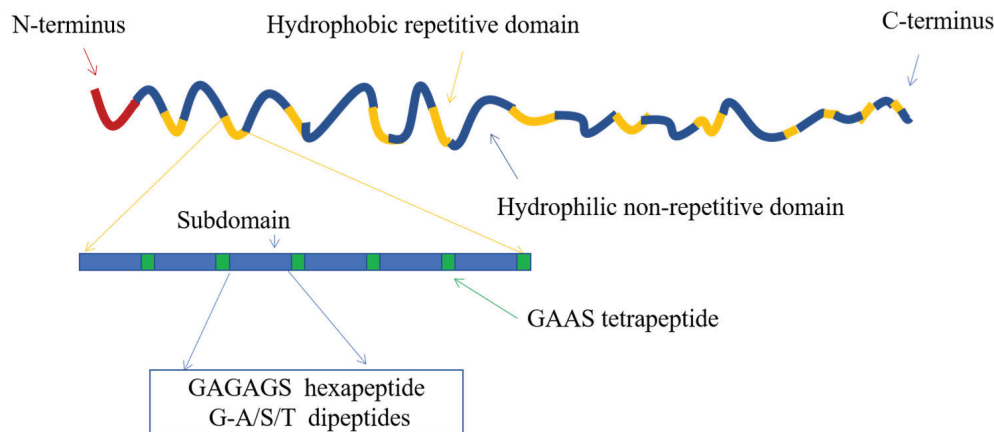 N-terminus
Hydrophobic repetitive domain
C-terminus
Hydrophilic non-repetitive domain
Subdomain
GAAS tetrapeptide
GAGAGS hexapeptide
G-A/S/T dipeptides